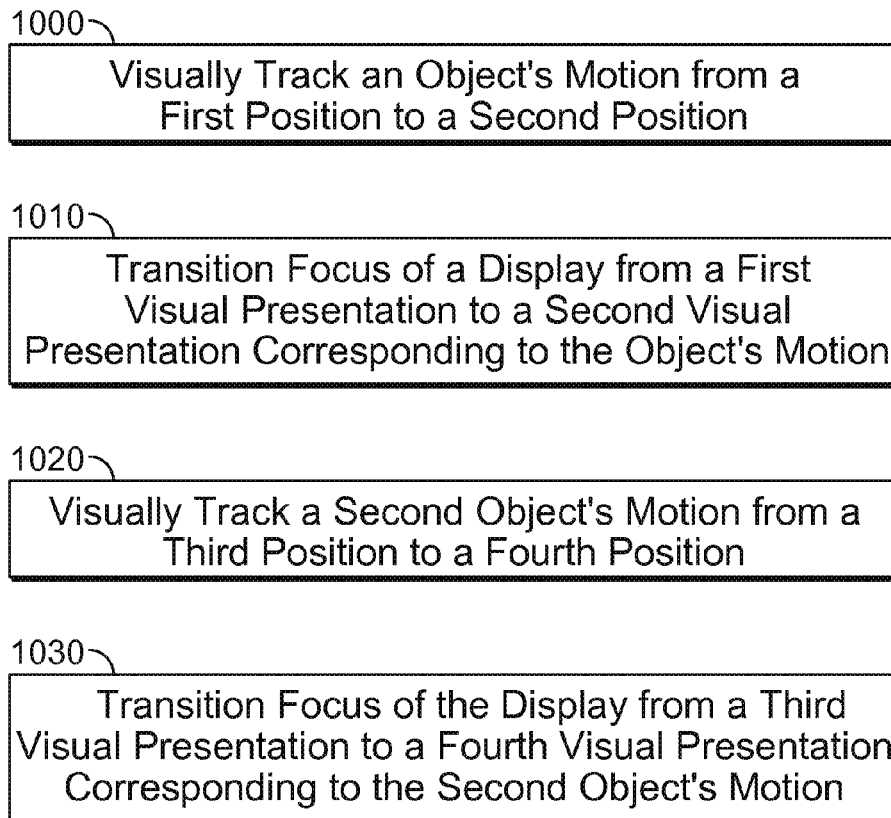 1000
Visually Track an Object's Motion from a
First Position to a Second Position
1010
Transition Focus of a Display from a First
Visual Presentation to a Second Visual
Presentation Corresponding to the Object's Motion
1020
Visually Track a Second Object's Motion from a
Third Position to a Fourth Position
1030
Transition Focus of the Display from a Third
Visual Presentation to a Fourth Visual Presentation
Corresponding to the Second Object's Motion